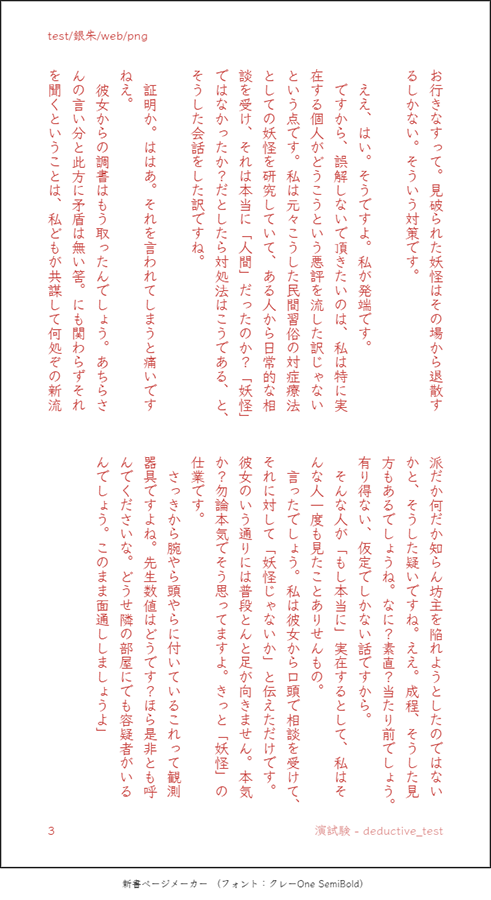 test/銀朱/web/png
お行きなすって。見破られた妖怪はその場から退散す
るしかない。そういう対策です。
ええ、はい。そうですよ。私が発端です。
ですから、誤解しないで頂きたいのは、私は特に実
在する個人がどうこうという悪評を流した訳じゃない
という点です。私は元々こうした民間習俗の対症療法
としての妖怪を研究していて、ある人から日常的な相
談を受け、それは本当に「人間」だったのか？「妖怪」
ではなかったか？だとしたら対処法はこうである、と、
そうした会話をした訳ですね。
証明か。ははあ。それを言われてしまうと痛いです
ねえ。
彼女からの調書はもう取ったんでしょう。あちらさ
んの言い分と此方に矛盾は無い筈。にも関わらずそれ
を聞くということは、私どもが共謀して何処ぞの新流
派だか何だか知らん坊主を陥れようとしたのではない
かと、そうした疑いですね。ええ。成程、そうした見
方もあるでしょうね。なに？素直？当たり前でしょう。
有り得ない、仮定でしかない話ですから。
そんな人が「もし本当に」実在するとして、私はそ
んな人一度も見たことありせんもの。
言ったでしょう。私は彼女から口頭で相談を受けて、
それに対して「妖怪じゃないか」と伝えただけです。
彼女のいう通りには普段とんと足が向きません。本気
か？勿論本気でそう思ってますよ。きっと「妖怪」の
仕業です。
さっきから腕やら頭やらに付いているこれって観測
器具ですよね。先生数値はどうです？ほら是非とも呼
んでくださいな。どうせ隣の部屋にでも容疑者がいる
んでしょう。このまま面通ししましょうよ」
3
演試験 - deductive_test
新書ページメーカー （フォント：クレーOne SemiBold）